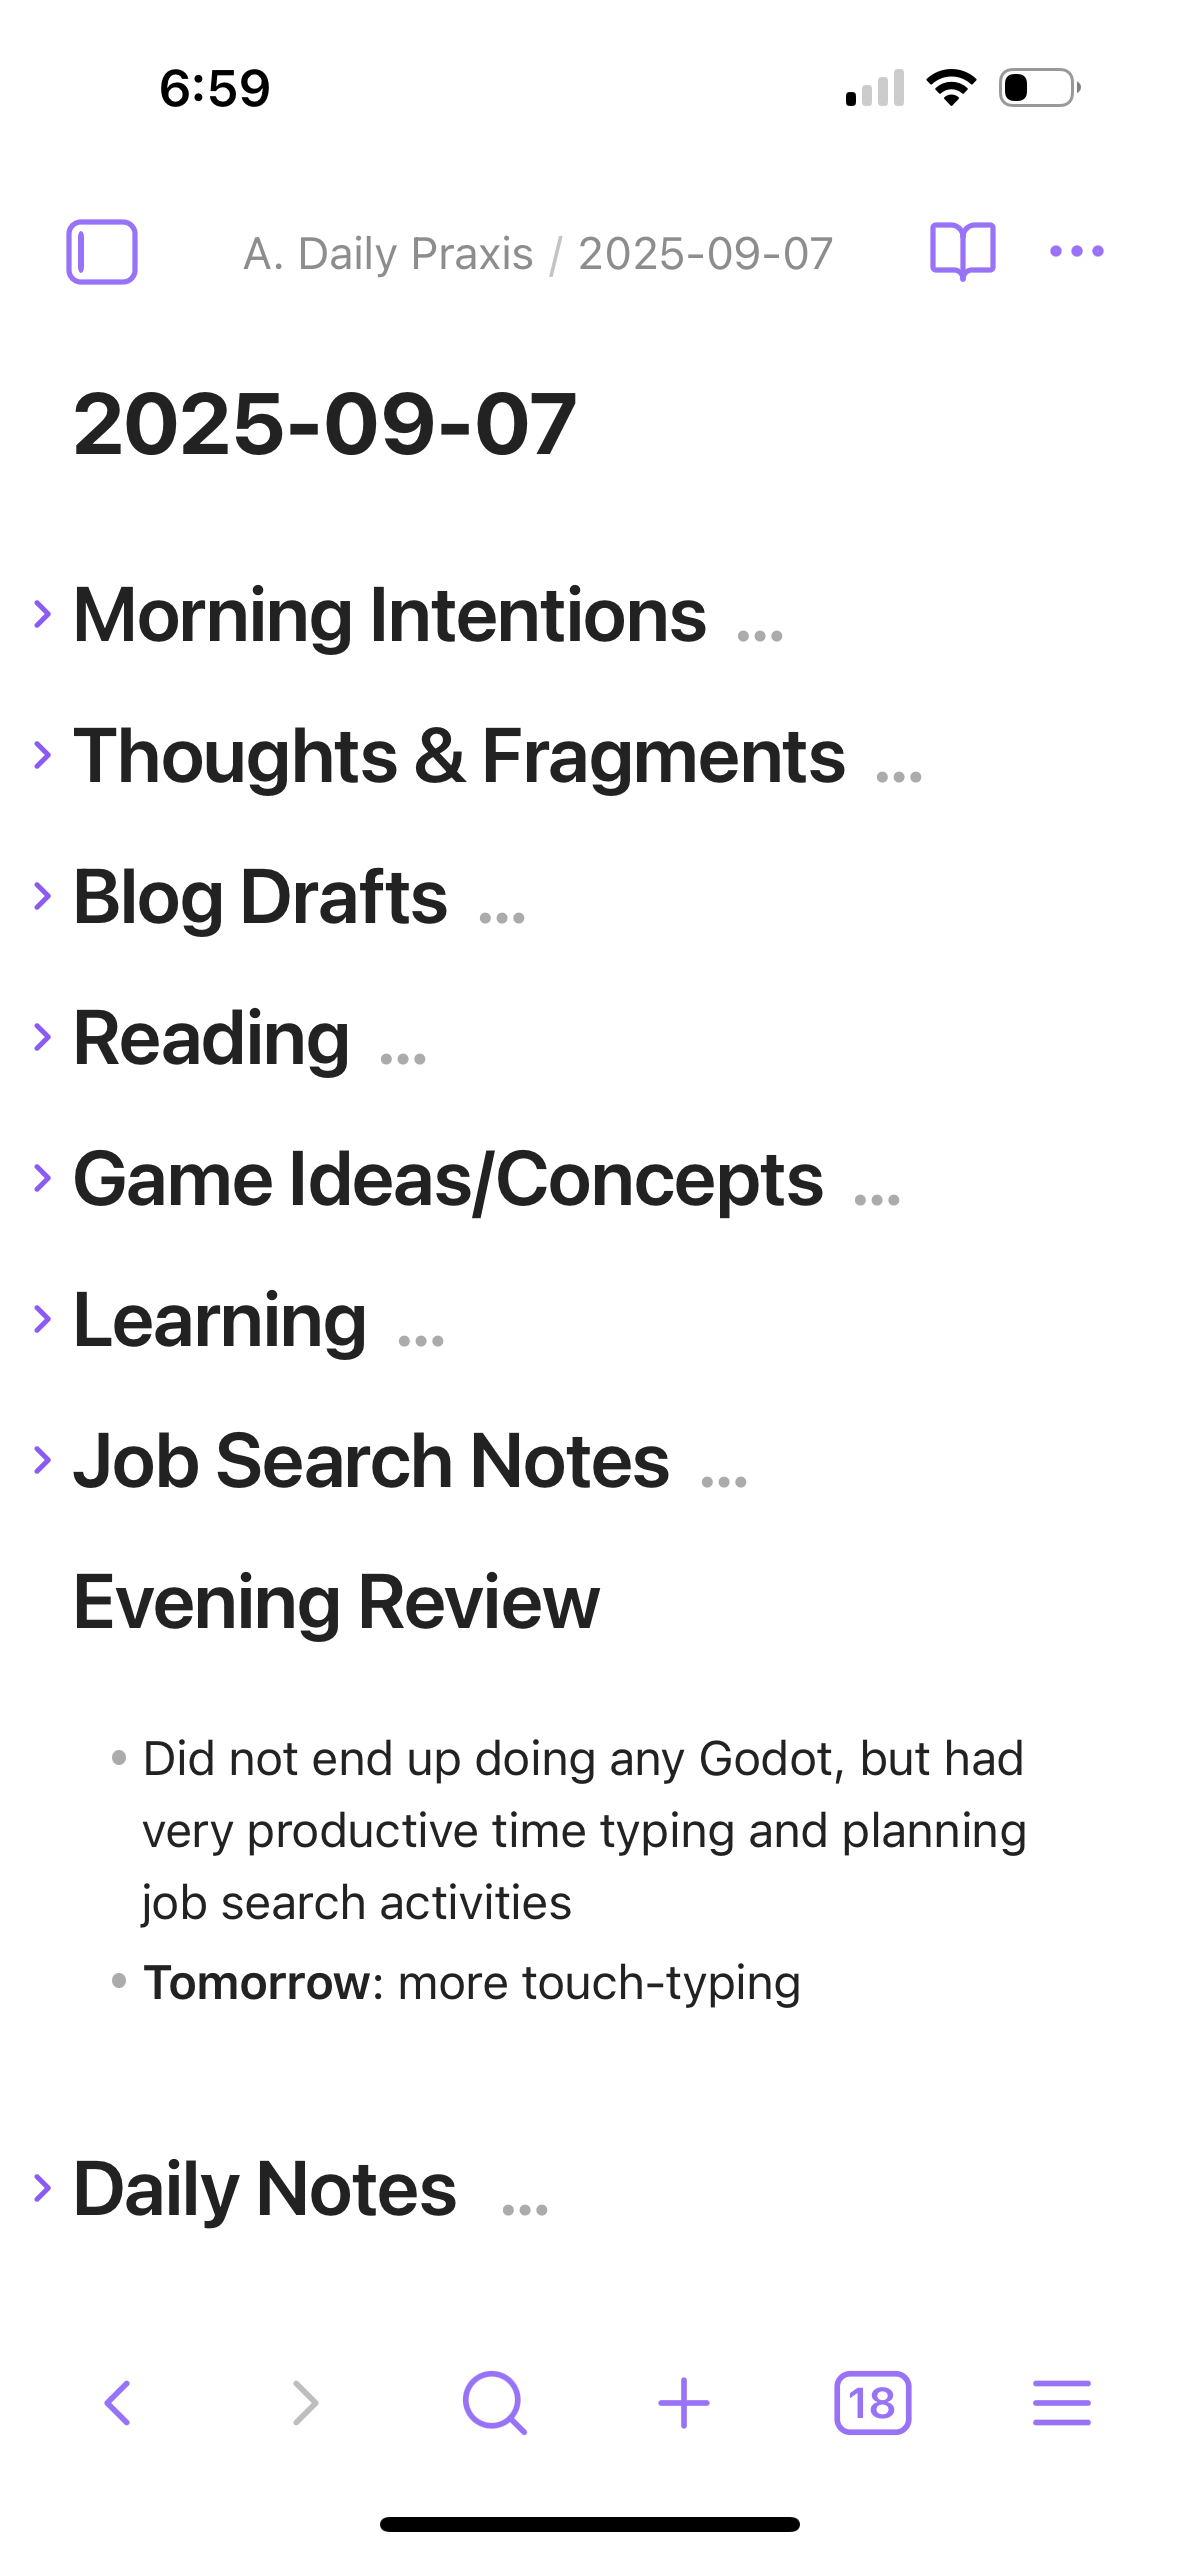 6:59
A. Daily Praxis / 2025-09-07
2025-09-07
Morning Intentions ...
Thoughts & Fragments ...
Blog Drafts ...
Reading ...
Game Ideas/Concepts ...
Learning ...
Job Search Notes ...
Evening Review
• Did not end up doing any Godot, but had
very productive time typing and planning
job search activities
• Tomorrow: more touch-typing
Daily Notes ...
18